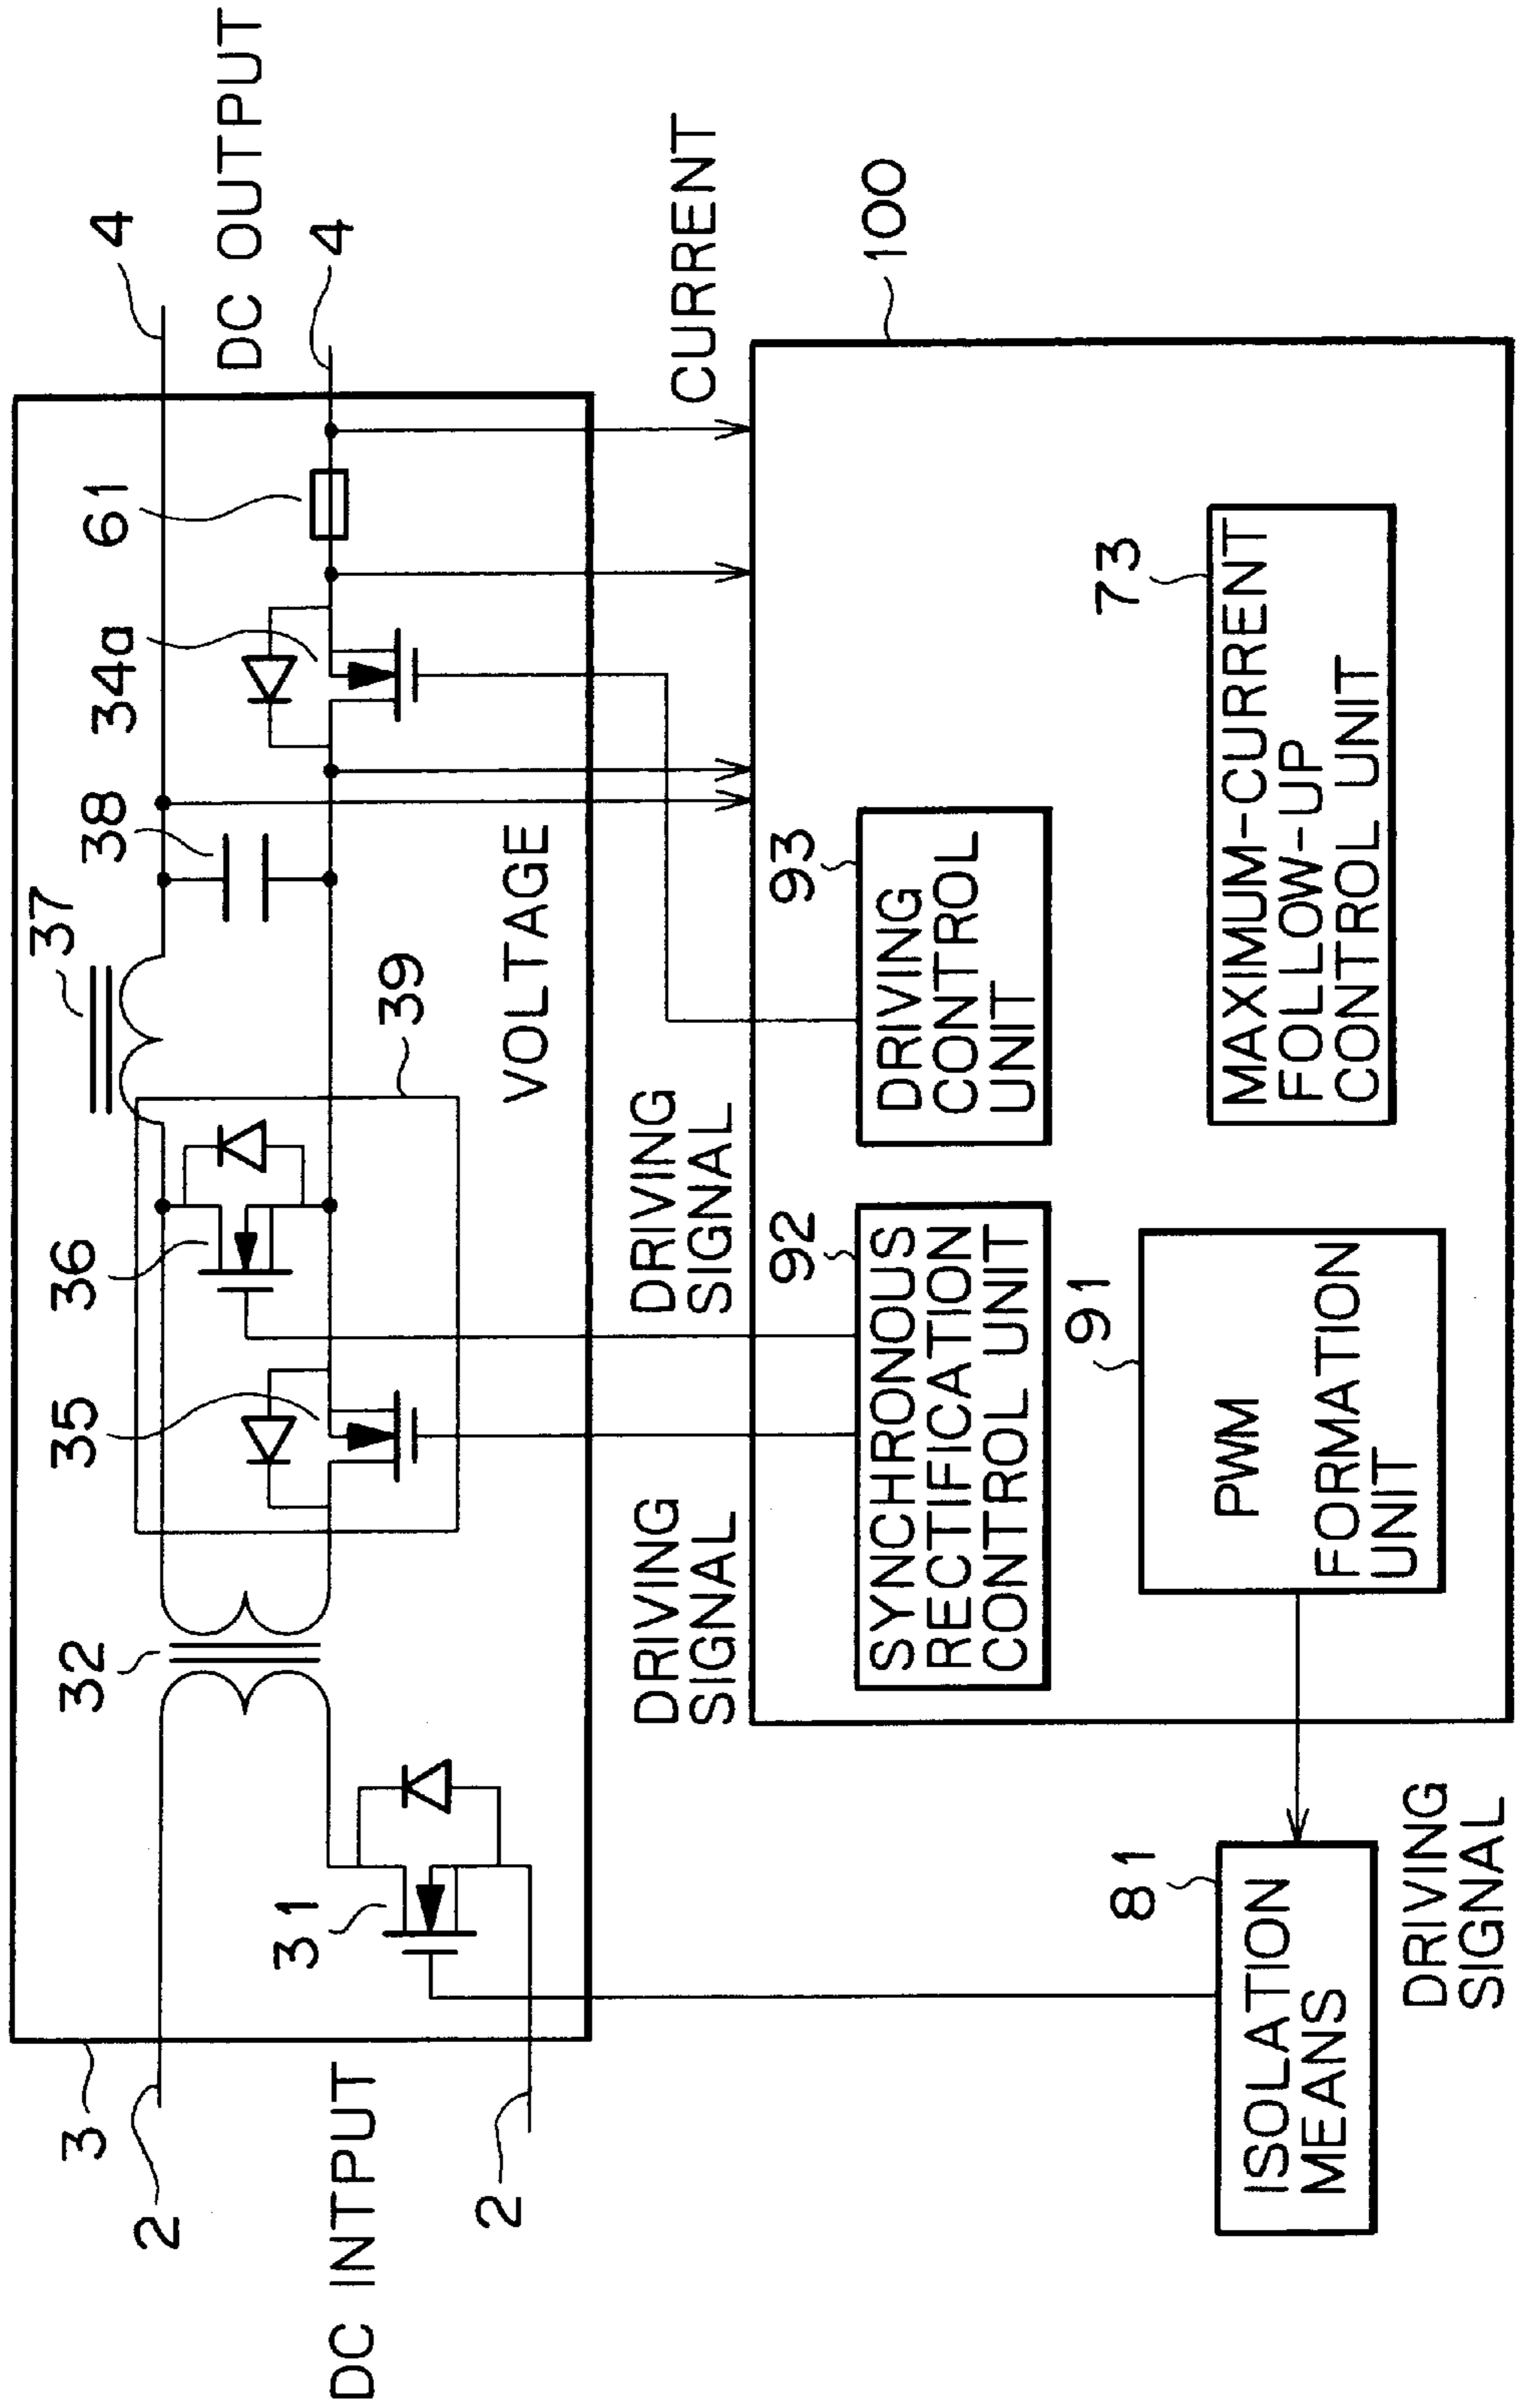 3
2
2
DC INTPUT
31
32
35
36
37
38
39
34a
61
4
4
DC OUTPUT
VOLTAGE
CURRENT
DRIVING
SIGNAL
DRIVING
SIGNAL
100
92
SYNCHRONOUS
RECTIFICATION
CONTROL UNIT
93
DRIVING
CONTROL
UNIT
91
PWM
FORMATION
UNIT
73
MAXIMUM-CURRENT
FOLLOW-UP
CONTROL UNIT
81
ISOLATION
MEANS
DRIVING
SIGNAL